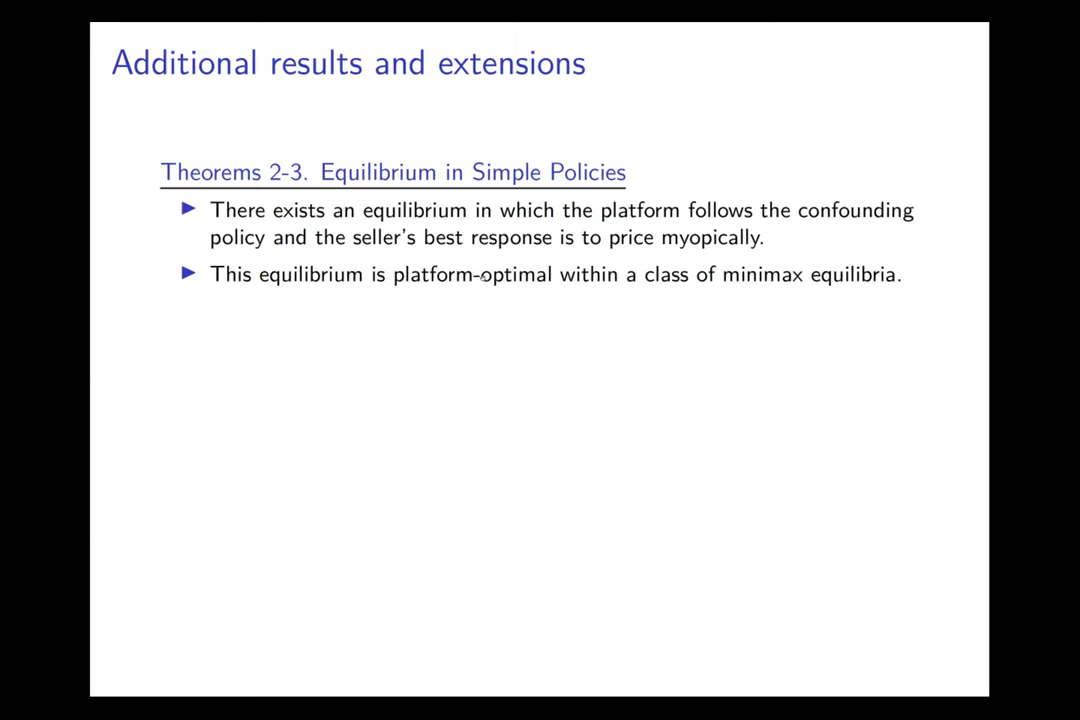 Additional results and extensions
Theorems 2-3. Equilibrium in Simple Policies
There exists an equilibrium in which the platform follows the confounding
policy and the seller's best response is to price myopically.
This equilibrium is platform-optimal within a class of minimax equilibria.